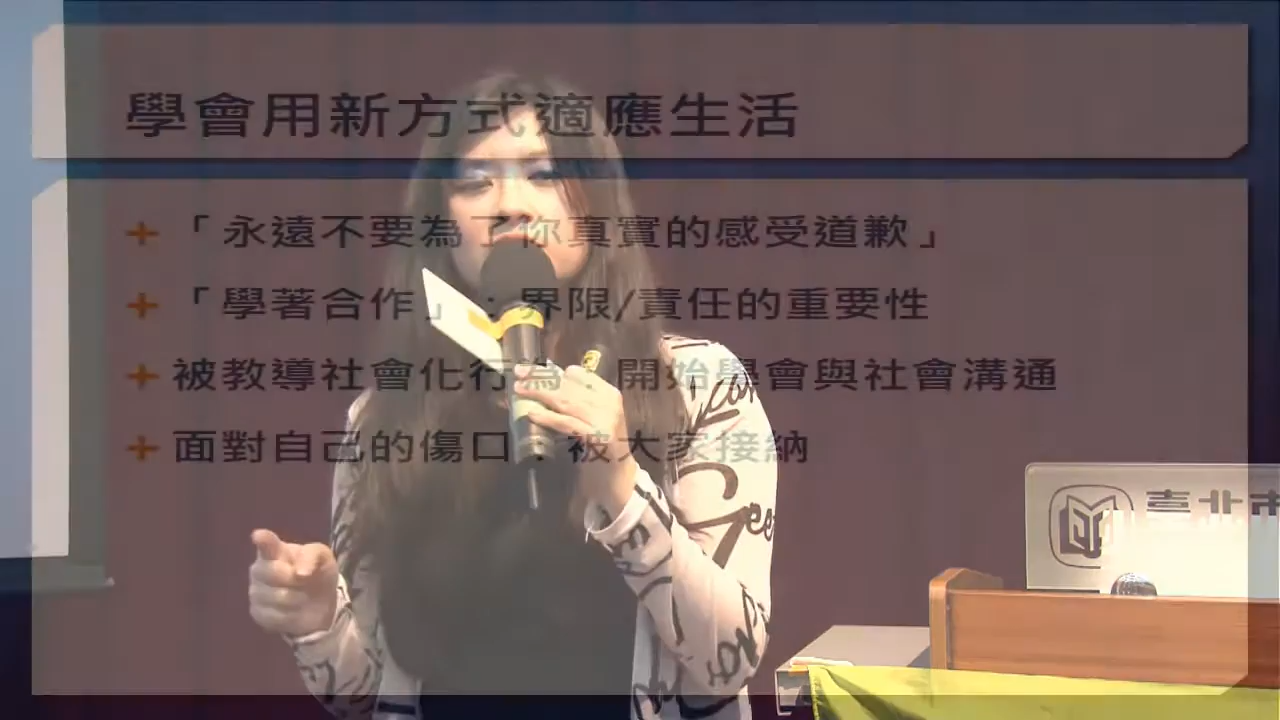 學會用新方式適應生活
「永遠不要為了你真實的感受道歉」
「學著合作」：界限/責任的重要性
被教導社會化行為：開始學會與社會溝通
面對自己的傷口：被大家接納
臺北市